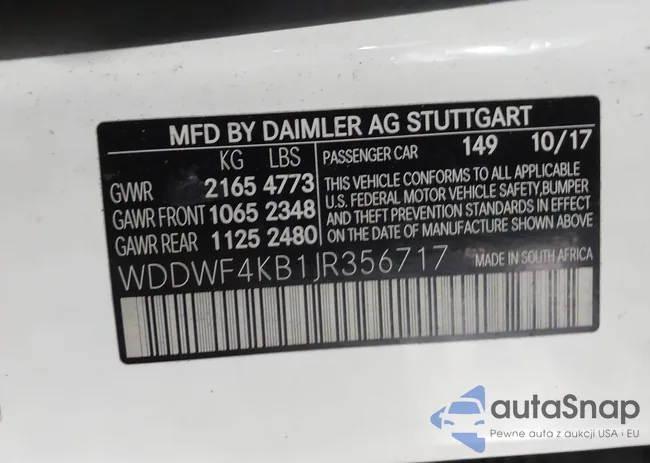 MFD BY DAIMLER AG STUTTGART
KG LBS
GVWR 2165 4773
GAWR FRONT 1065 2348
GAWR REAR 1125 2480
PASSENGER CAR 149 10/17
THIS VEHICLE CONFORMS TO ALL APPLICABLE
U.S. FEDERAL MOTOR VEHICLE SAFETY, BUMPER
AND THEFT PREVENTION STANDARDS IN EFFECT
ON THE DATE OF MANUFACTURE SHOWN ABOVE.
MADE IN SOUTH AFRICA
WDDWF4KB1JR356717
autaSnap
Pewne auta z aukcji USA i EU